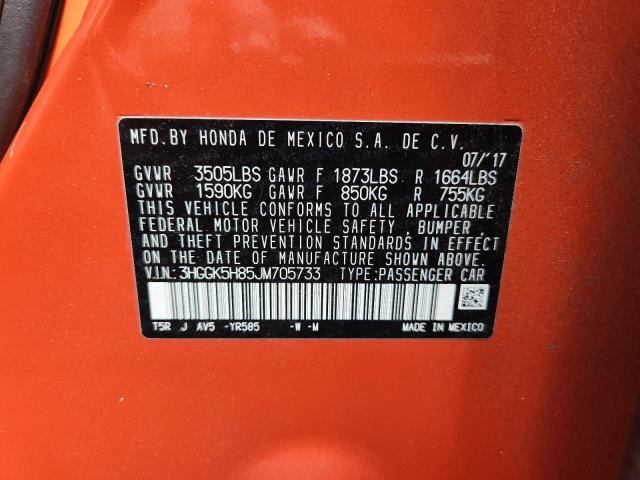 MFD. BY HONDA DE MEXICO S.A. DE C.V.
07/'17
GVWR 3505LBS GAWR F 1873LBS R 1664LBS
GVWR 1590KG GAWR F 850KG R 755KG
THIS VEHICLE CONFORMS TO ALL APPLICABLE
FEDERAL MOTOR VEHICLE SAFETY, BUMPER,
AND THEFT PREVENTION STANDARDS IN EFFECT
ON THE DATE OF MANUFACTURE SHOWN ABOVE.
V.I.N.: 3HGGK5H85JM705733 TYPE: PASSENGER CAR
T5R J AV5 -YR585 -W -M MADE IN MEXICO